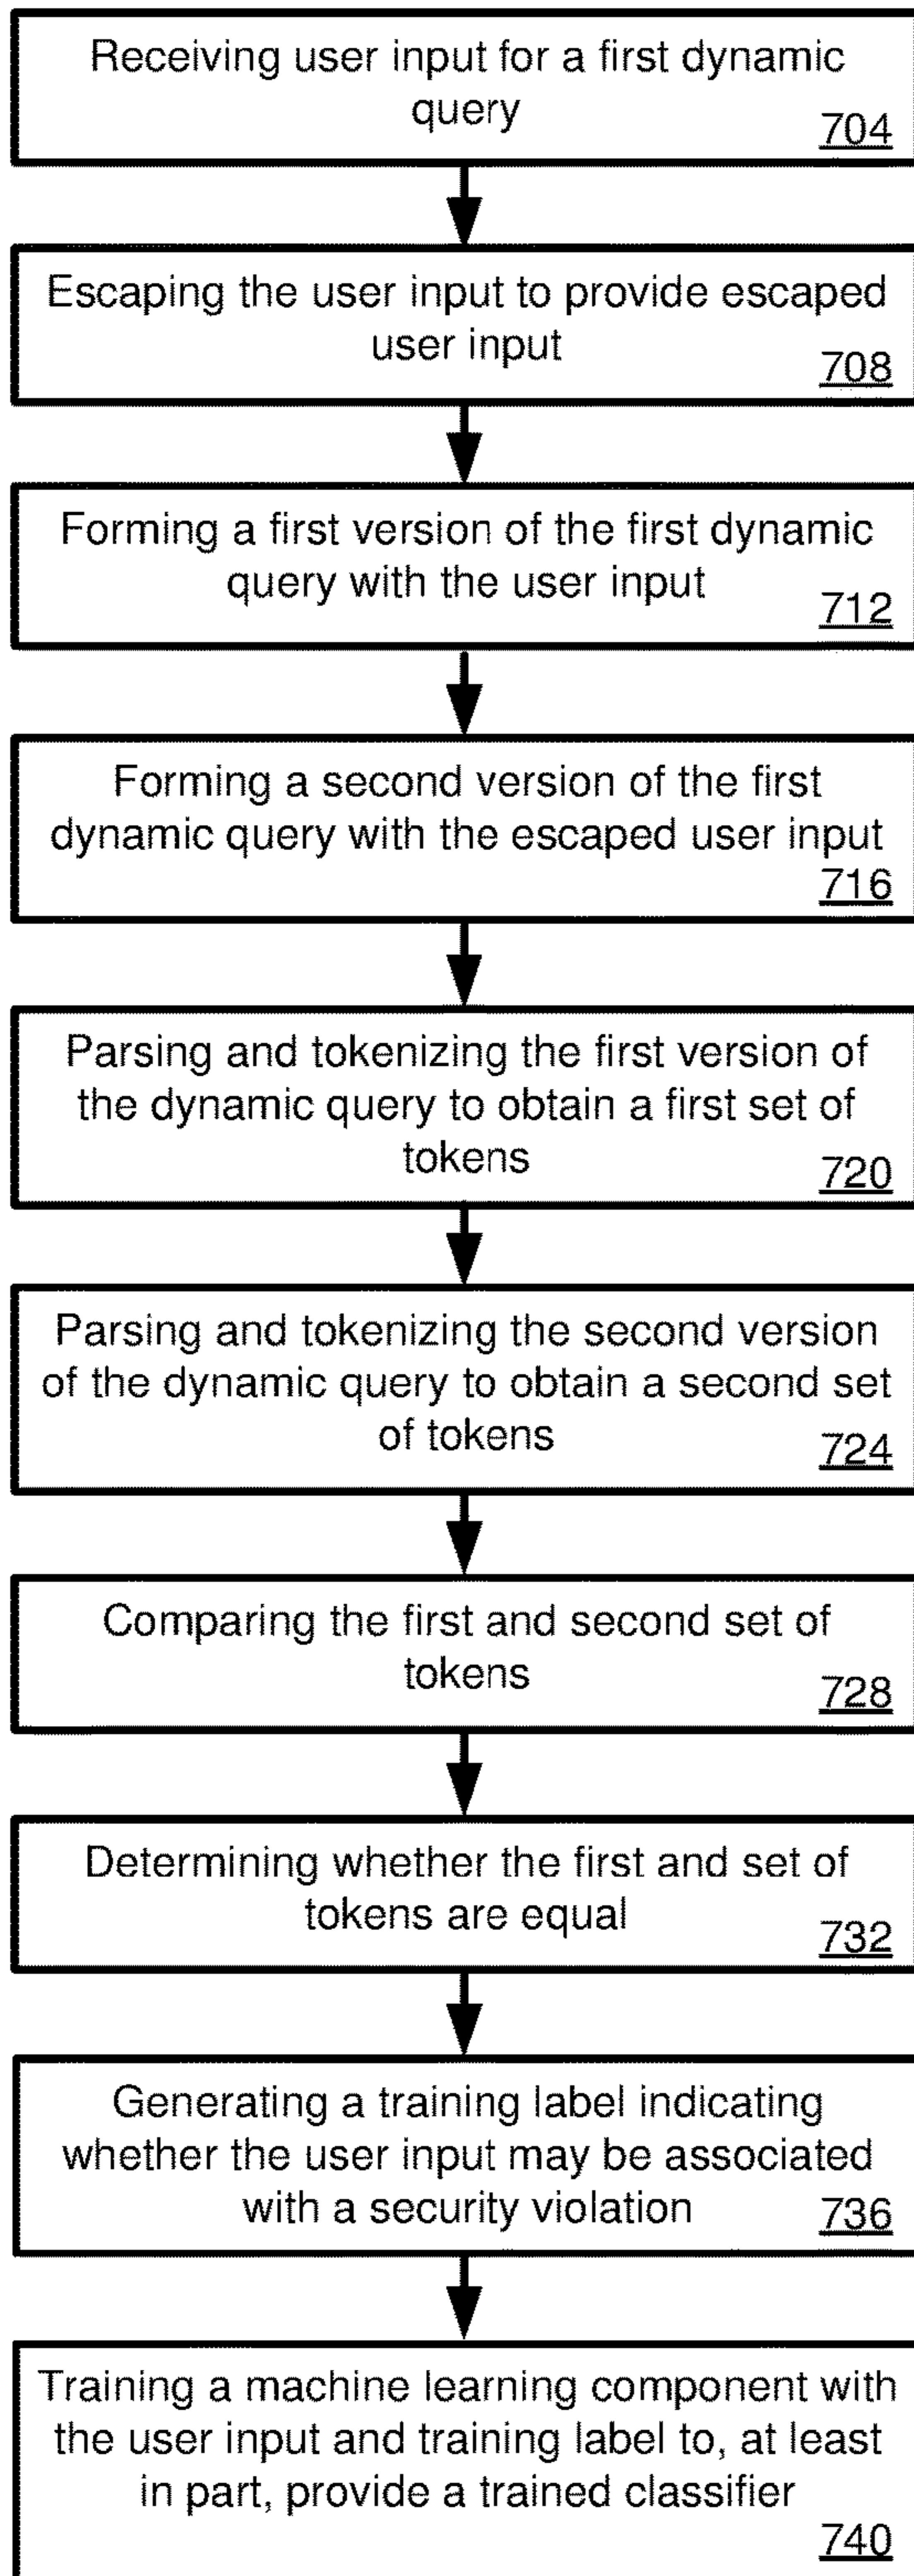 Receiving user input for a first dynamic
query
704
Escaping the user input to provide escaped
user input
708
Forming a first version of the first dynamic
query with the user input
712
Forming a second version of the first
dynamic query with the escaped user input
716
Parsing and tokenizing the first version of
the dynamic query to obtain a first set of
tokens
720
Parsing and tokenizing the second version
of the dynamic query to obtain a second set
of tokens
724
Comparing the first and second set of
tokens
728
Determining whether the first and set of
tokens are equal
732
Generating a training label indicating
whether the user input may be associated
with a security violation
736
Training a machine learning component with
the user input and training label to, at least
in part, provide a trained classifier
740